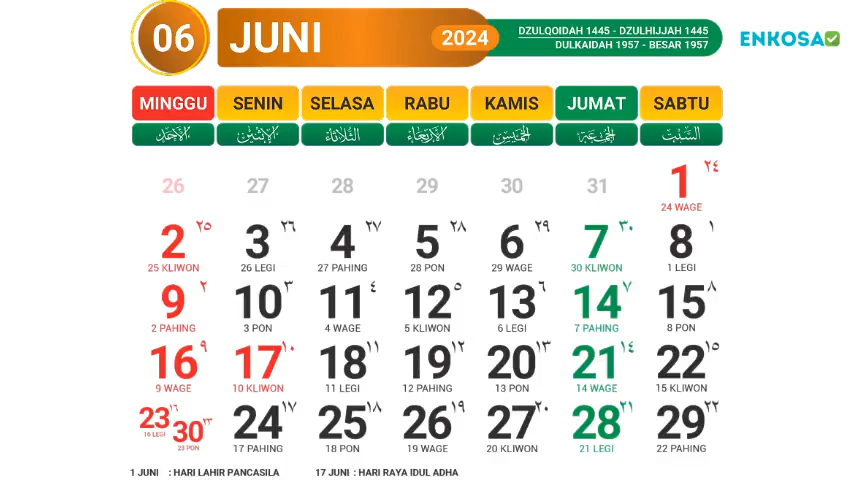 06 JUNI 2024 DZULQOIDAH 1445 - DZULHIJJAH 1445
DULKAIDAH 1957 - BESAR 1957
ENKOSA
MINGGU SENIN SELASA RABU KAMIS JUMAT SABTU
الأحد الإثنين الثلاثاء الأربعاء الخميس الجمعة السبت
26 27 28 29 30 31 1 ٢٤
24 WAGE
2 ٢٥ 3 ٢٦ 4 ٢٧ 5 ٢٨ 6 ٢٩ 7 ٣٠ 8 ١
25 KLIWON 26 LEGI 27 PAHING 28 PON 29 WAGE 30 KLIWON 1 LEGI
9 ٢ 10 ٣ 11 ٤ 12 ٥ 13 ٦ 14 ٧ 15 ٨
2 PAHING 3 PON 4 WAGE 5 KLIWON 6 LEGI 7 PAHING 8 PON
16 ٩ 17 ١٠ 18 ١١ 19 ١٢ 20 ١٣ 21 ١٤ 22 ١٥
9 WAGE 10 KLIWON 11 LEGI 12 PAHING 13 PON 14 WAGE 15 KLIWON
23 ١٦ 30 ٢٣ 24 ١٧ 25 ١٨ 26 ١٩ 27 ٢٠ 28 ٢١ 29 ٢٢
16 LEGI 23 PON 17 PAHING 18 PON 19 WAGE 20 KLIWON 21 LEGI 22 PAHING
1 JUNI : HARI LAHIR PANCASILA 17 JUNI : HARI RAYA IDUL ADHA